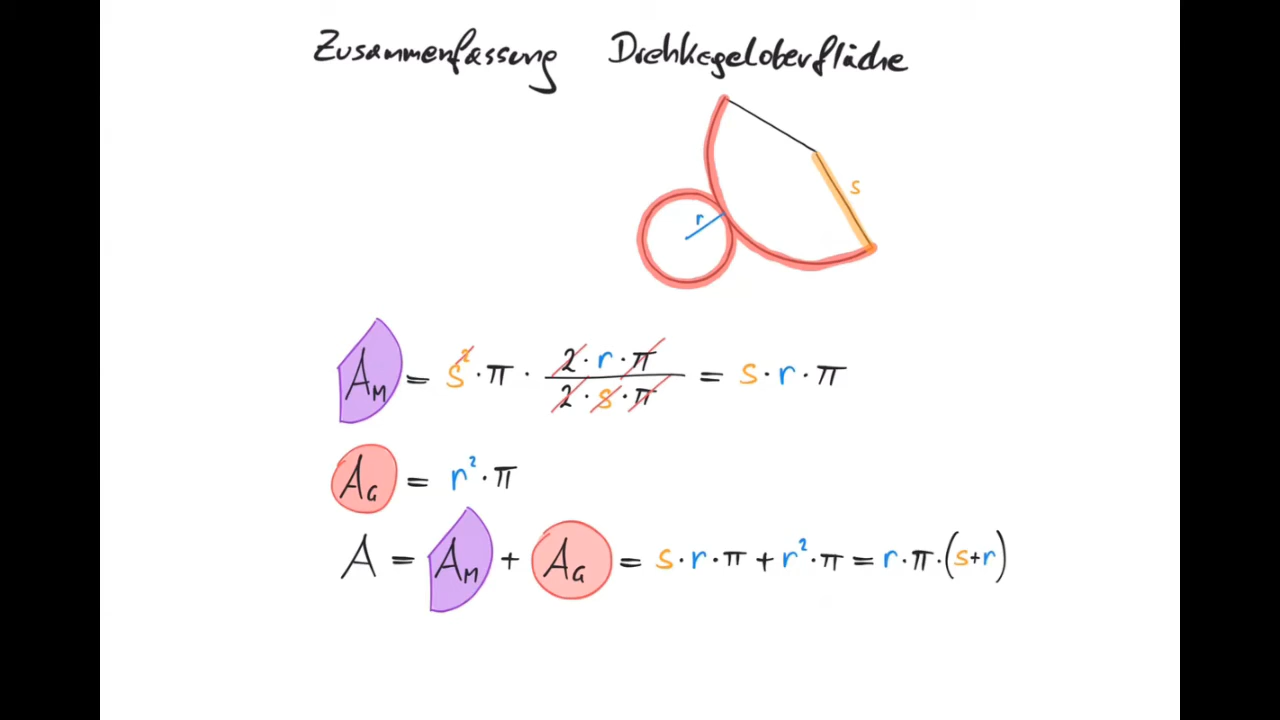 Zusammenfassung Drehkegeloberfläche
s
r
A_M = s² · π · (2 · r · π)/(2 · s · π) = s · r · π
A_G = r² · π
A = A_M + A_G = s · r · π + r² · π = r · π · (s+r)